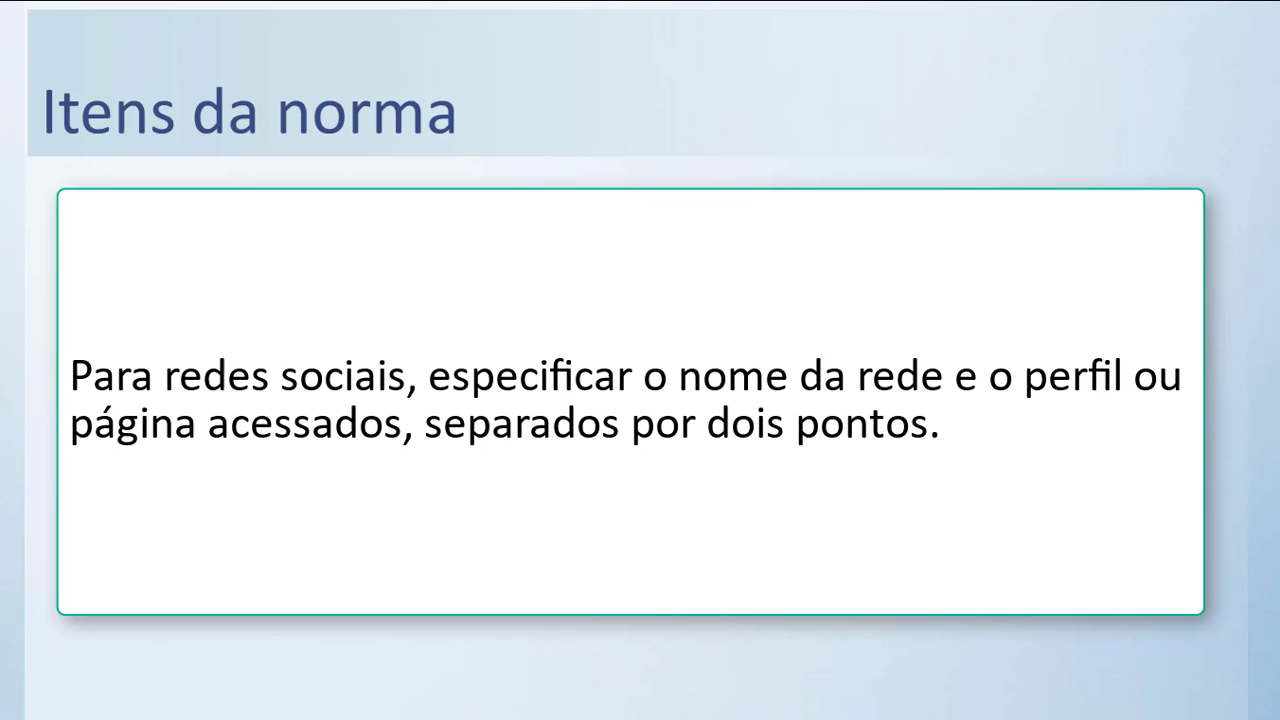 Itens da norma
Para redes sociais, especificar o nome da rede e o perfil ou
página acessados, separados por dois pontos.